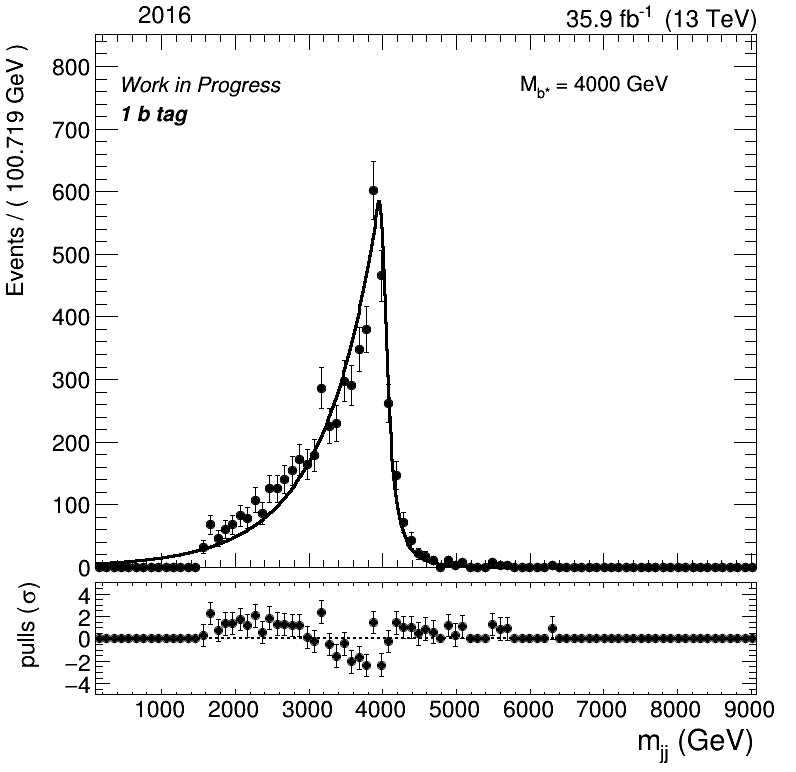 2016 35.9 fb⁻¹ (13 TeV)
Events / ( 100.719 GeV )
Work in Progress
1 b tag
M_b* = 4000 GeV
800
700
600
500
400
300
200
100
0
pulls (σ)
4
2
0
−2
−4
1000 2000 3000 4000 5000 6000 7000 8000 9000
m_jj (GeV)